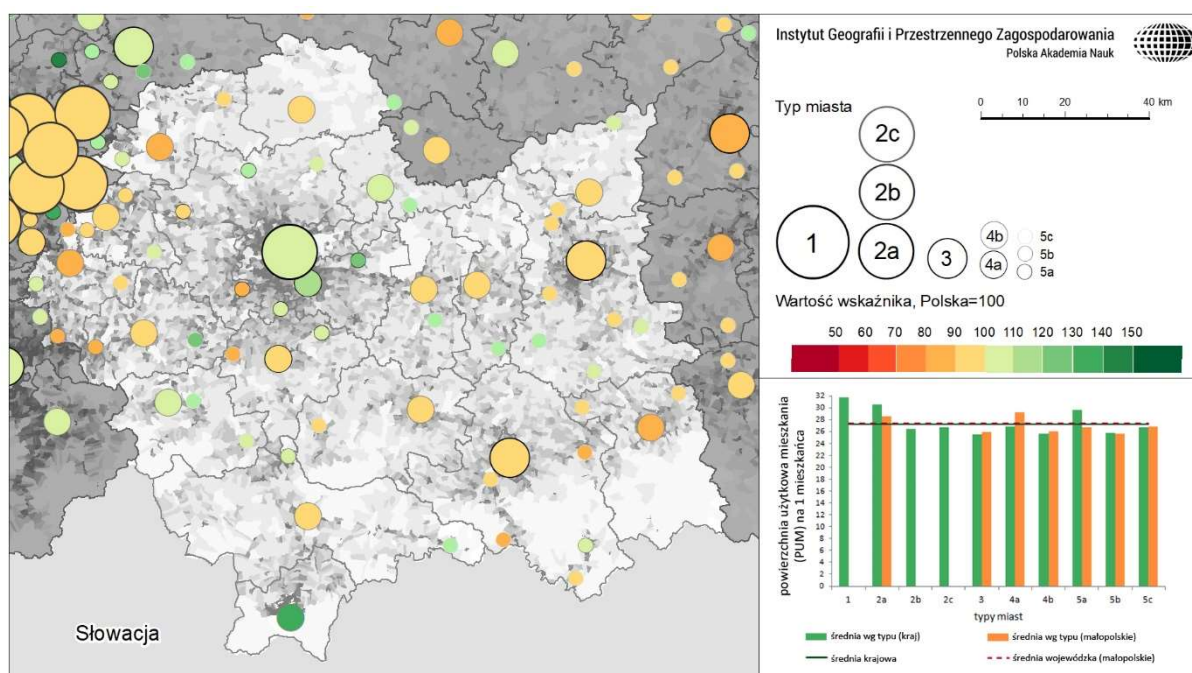 Słowacja
Instytut Geografii i Przestrzennego Zagospodarowania
Polska Akademia Nauk
Typ miasta
0 10 20 40 km
2c
2b
1
2a
3
4b
4a
5c
5b
5a
Wartość wskaźnika, Polska=100
50 60 70 80 90 100 110 120 130 140 150
powierzchnia użytkowa mieszkania
(PUM) na 1 mieszkańca
32
30
28
26
24
22
20
18
16
14
12
10
8
6
4
2
0
1 2a 2b 2c 3 4a 4b 5a 5b 5c
typy miast
średnia wg typu (kraj)
średnia wg typu (małopolskie)
średnia krajowa
średnia wojewódzka (małopolskie)